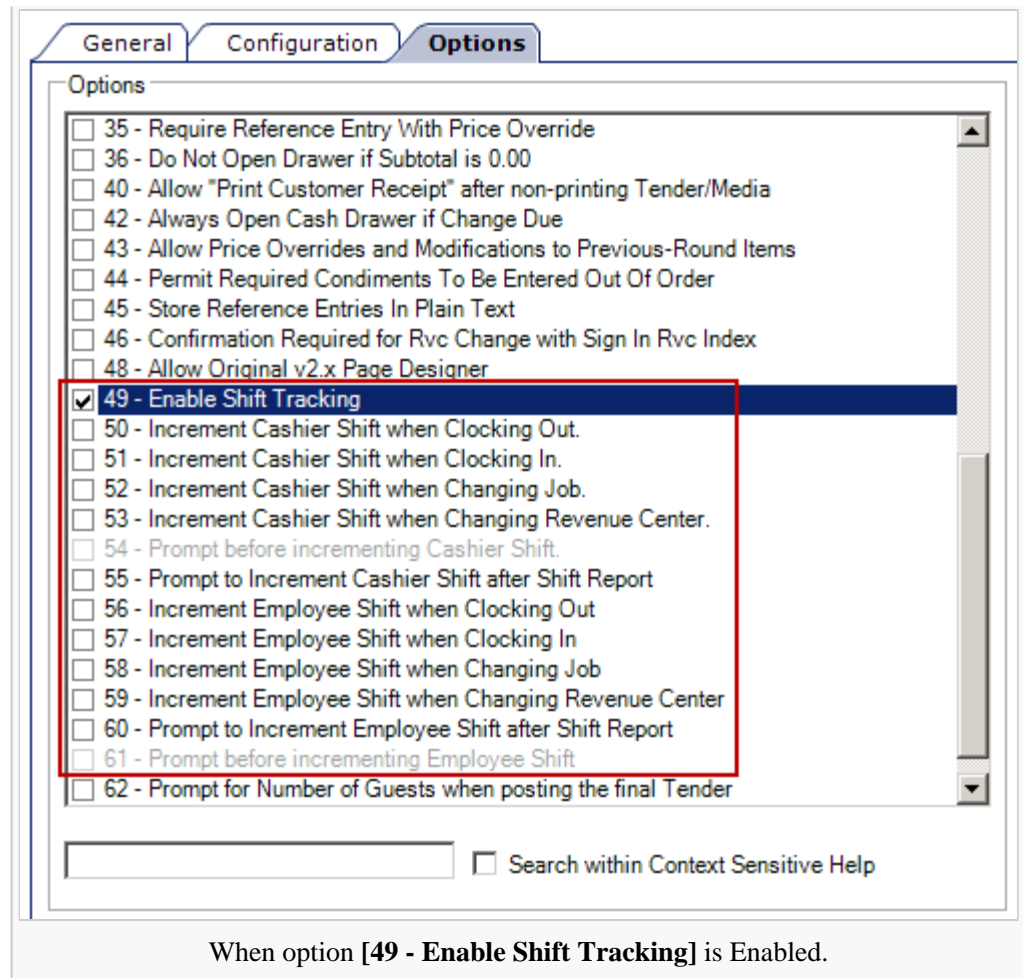 General Configuration Options
Options
35 - Require Reference Entry With Price Override
36 - Do Not Open Drawer if Subtotal is 0.00
40 - Allow "Print Customer Receipt" after non-printing Tender/Media
42 - Always Open Cash Drawer if Change Due
43 - Allow Price Overrides and Modifications to Previous-Round Items
44 - Permit Required Condiments To Be Entered Out Of Order
45 - Store Reference Entries In Plain Text
46 - Confirmation Required for Rvc Change with Sign In Rvc Index
48 - Allow Original v2.x Page Designer
49 - Enable Shift Tracking
50 - Increment Cashier Shift when Clocking Out.
51 - Increment Cashier Shift when Clocking In.
52 - Increment Cashier Shift when Changing Job.
53 - Increment Cashier Shift when Changing Revenue Center.
54 - Prompt before incrementing Cashier Shift.
55 - Prompt to Increment Cashier Shift after Shift Report
56 - Increment Employee Shift when Clocking Out
57 - Increment Employee Shift when Clocking In
58 - Increment Employee Shift when Changing Job
59 - Increment Employee Shift when Changing Revenue Center
60 - Prompt to Increment Employee Shift after Shift Report
61 - Prompt before incrementing Employee Shift
62 - Prompt for Number of Guests when posting the final Tender
Search within Context Sensitive Help
When option [49 - Enable Shift Tracking] is Enabled.